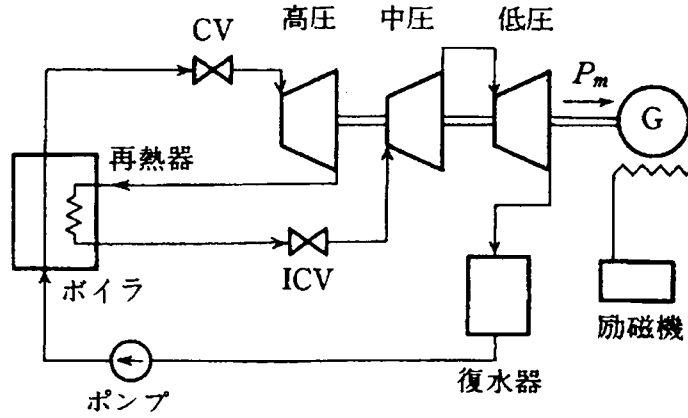 高圧
中圧
低圧
CV
P_m
G
再熱器
ICV
ボイラ
励磁機
復水器
ポンプ